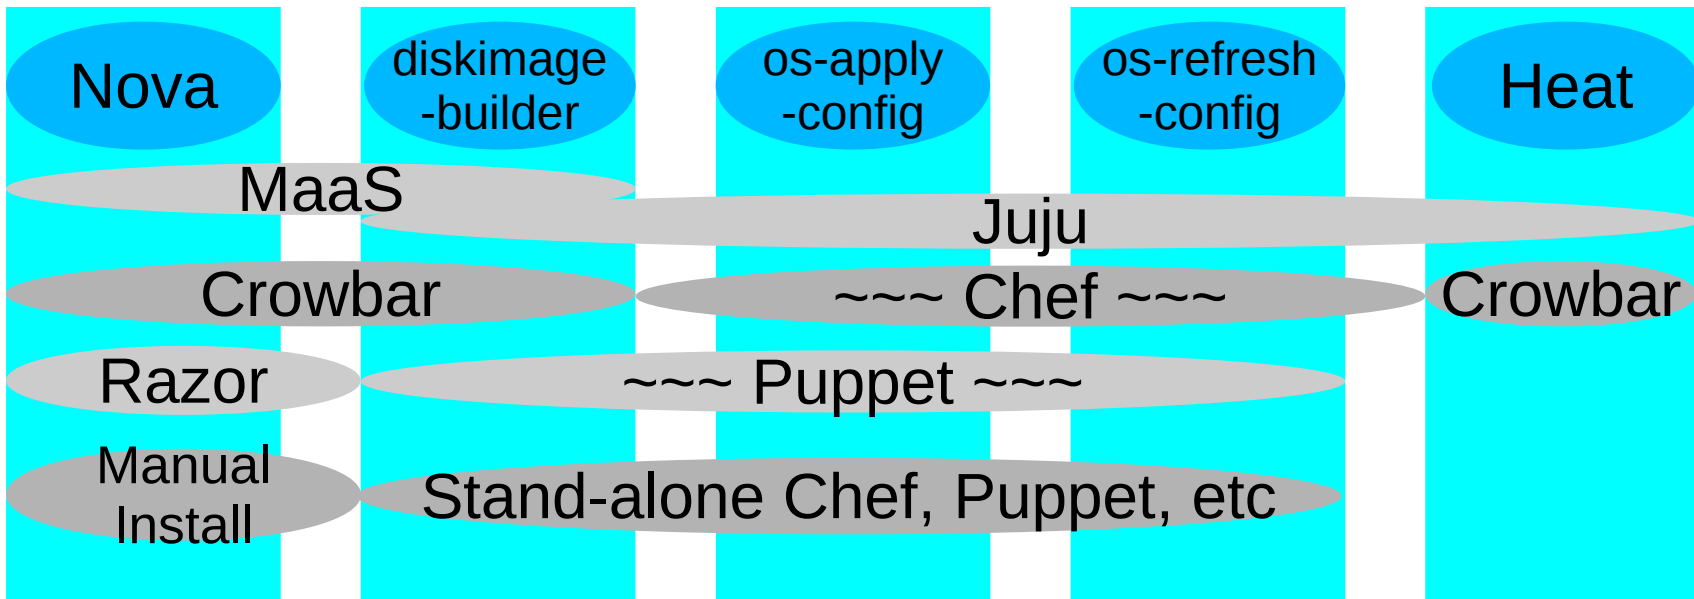 Nova
diskimage
-builder
os-apply
-config
os-refresh
-config
Heat
MaaS
Juju
Crowbar
~~~ Chef ~~~
Crowbar
Razor
~~~ Puppet ~~~
Manual
Install
Stand-alone Chef, Puppet, etc